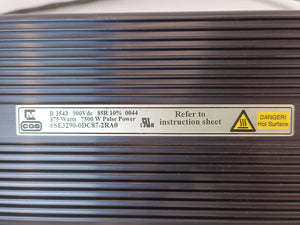 CGS
R 3543 900Vdc 85R 10% 0044
375 Watts 7500 W Pulse Power
6SE3290-0DC87-2RA0
Refer to
instruction sheet
DANGER!
Hot Surface